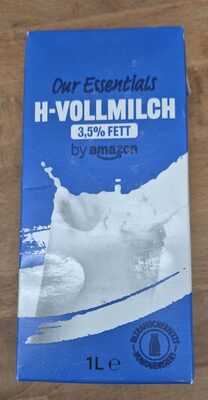 Our Essentials
H-VOLLMILCH
3,5% FETT
by amazon
1L ℮
ULTRAHOCHERHITZT
HOMOGENISIERT